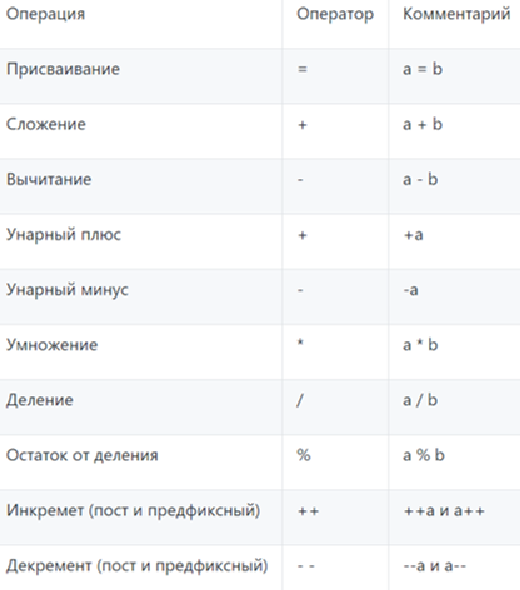 Операция Оператор Комментарий
Присваивание = a = b
Сложение + a + b
Вычитание - a - b
Унарный плюс + +a
Унарный минус - -a
Умножение * a * b
Деление / a / b
Остаток от деления % a % b
Инкремет (пост и предфиксный) ++ ++a и a++
Декремент (пост и предфиксный) - - --a и a--